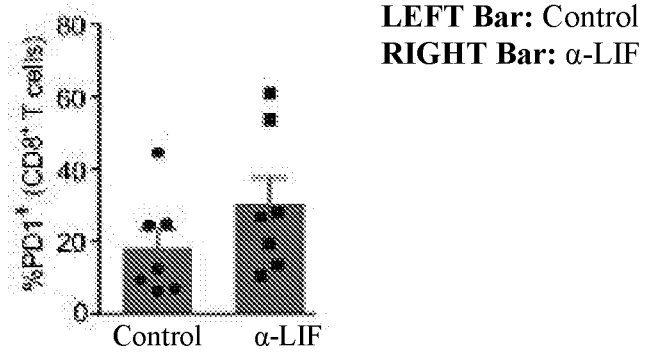 LEFT Bar: Control
RIGHT Bar: α-LIF
%PD1⁺ (CD8⁺ T cells)
80
60
40
20
0
Control
α-LIF